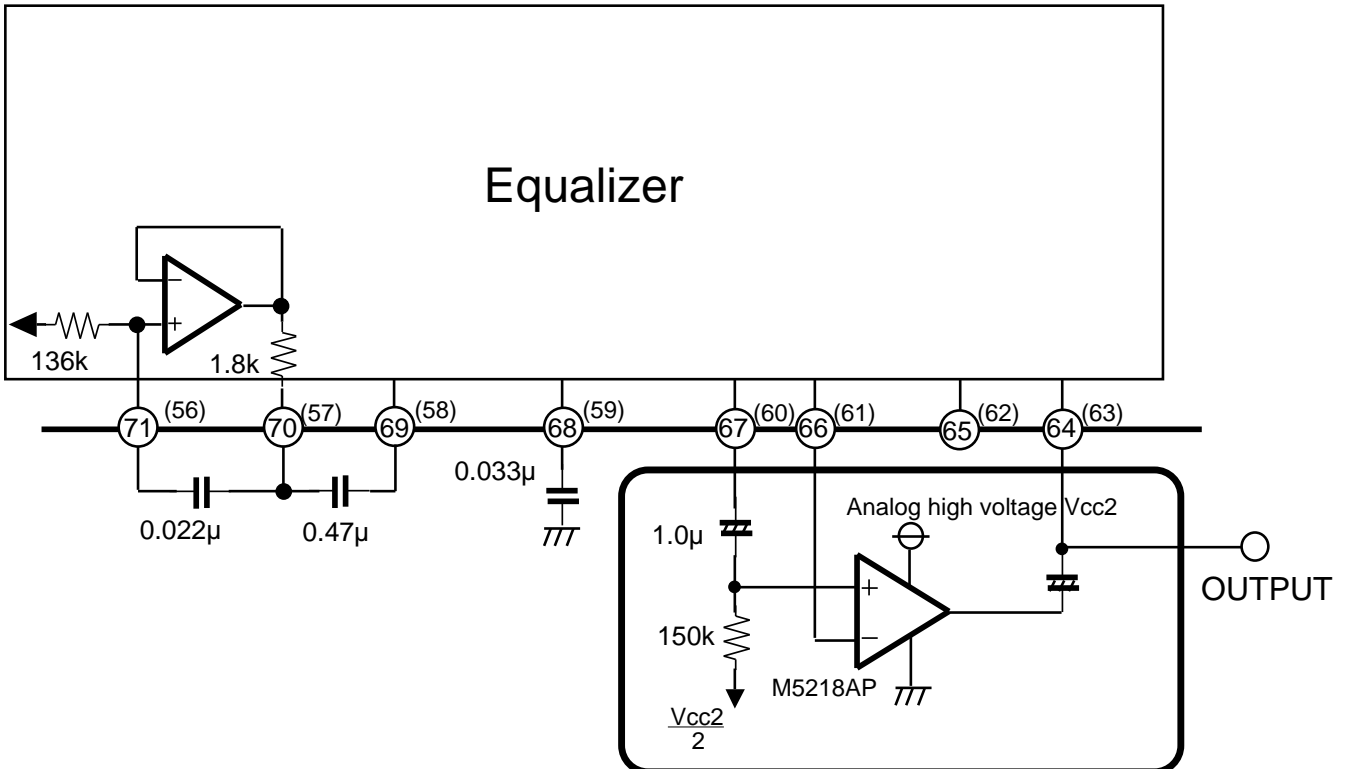 Equalizer
−
+
136k
1.8k
71 (56) 70 (57) 69 (58) 68 (59) 67 (60) 66 (61) 65 (62) 64 (63)
0.033µ
0.022µ
0.47µ
Analog high voltage Vcc2
1.0µ
+
−
OUTPUT
150k
M5218AP
Vcc2
2